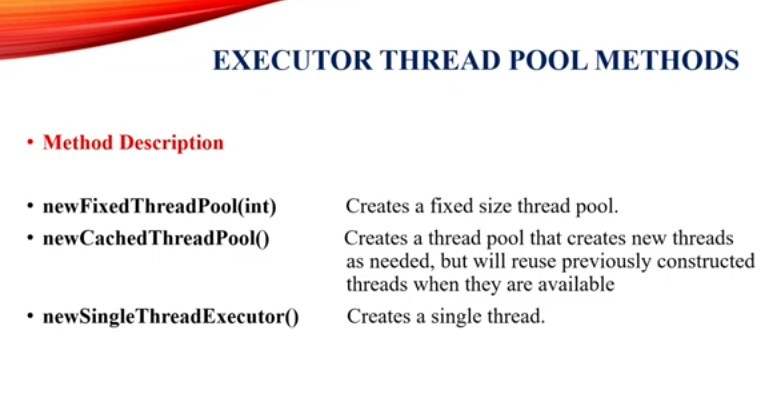 EXECUTOR THREAD POOL METHODS
• Method Description
• newFixedThreadPool(int) Creates a fixed size thread pool.
• newCachedThreadPool() Creates a thread pool that creates new threads
as needed, but will reuse previously constructed
threads when they are available
• newSingleThreadExecutor() Creates a single thread.